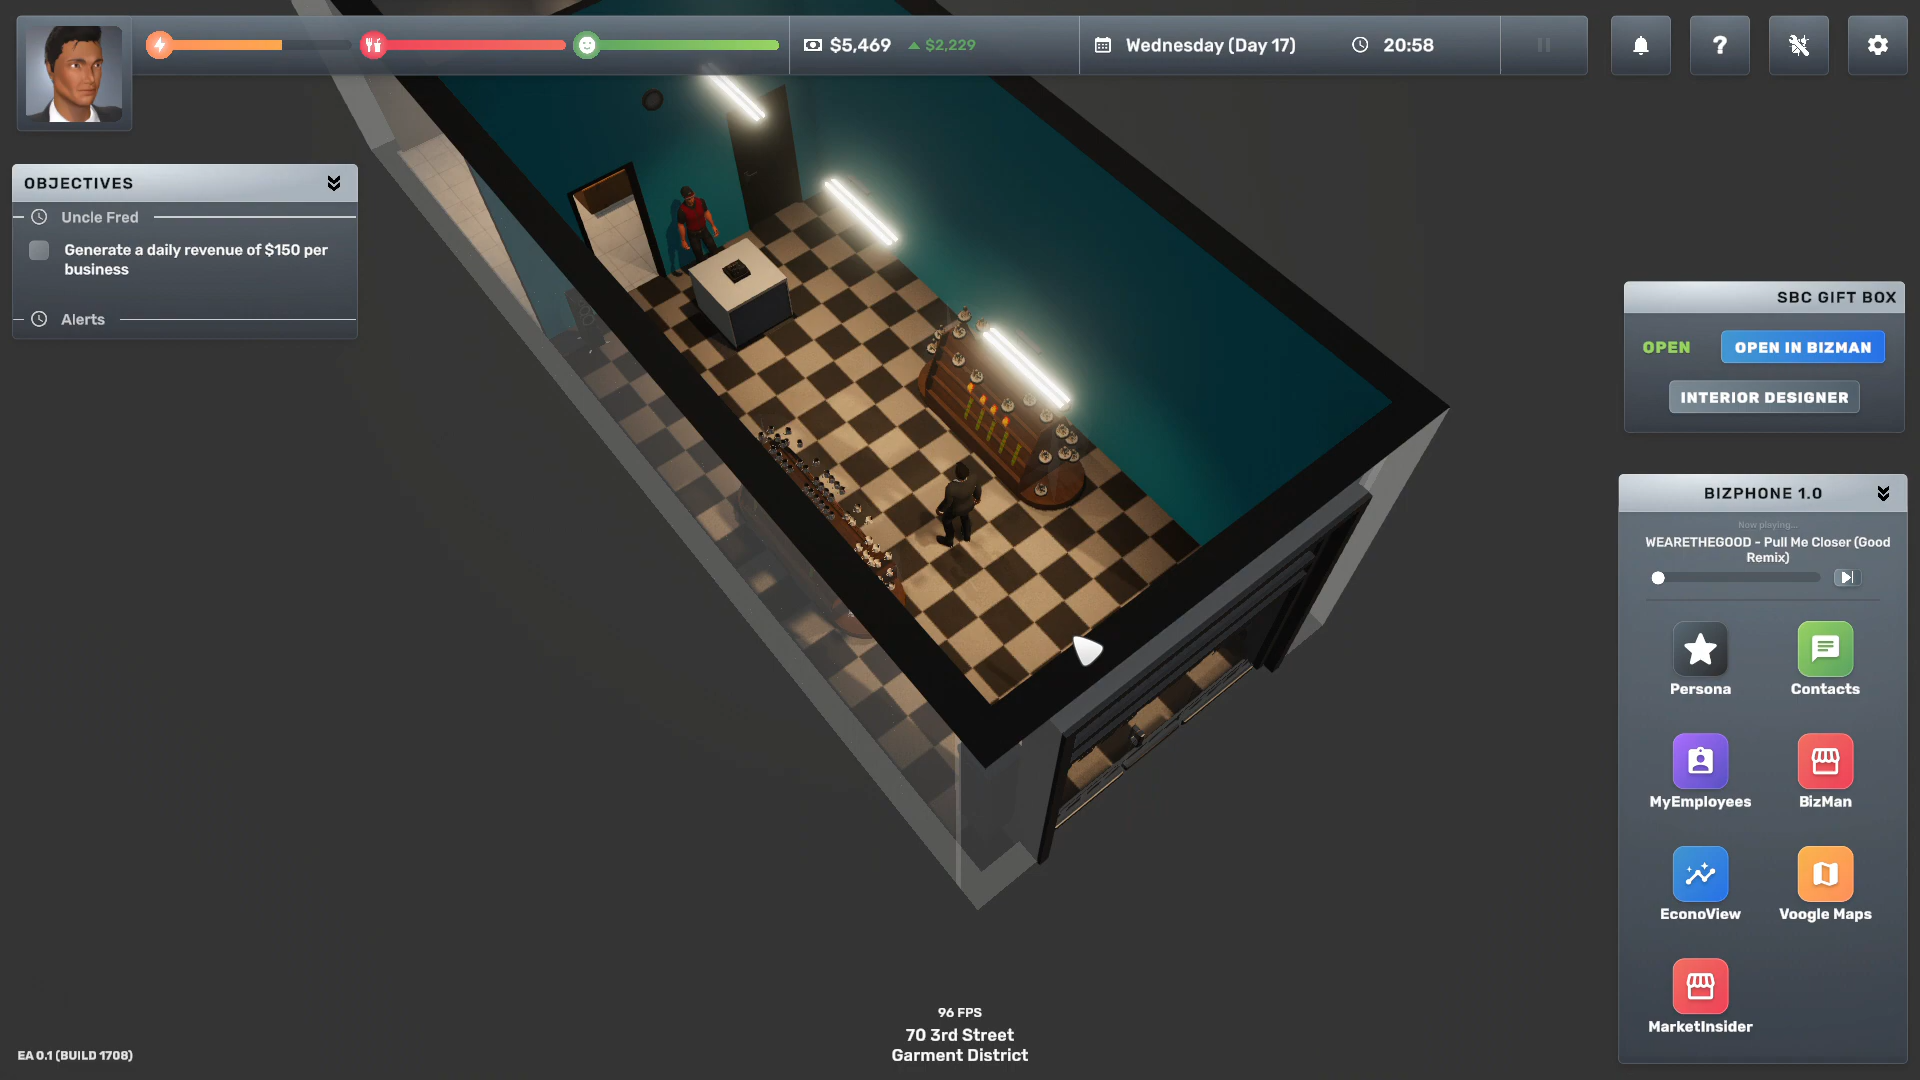 $5,469
$2,229
Wednesday (Day 17)
20:58
?
OBJECTIVES
Uncle Fred
Generate a daily revenue of $150 per
business
Alerts
SBC GIFT BOX
OPEN
OPEN IN BIZMAN
INTERIOR DESIGNER
BIZPHONE 1.0
Now playing...
WEARETHEGOOD - Pull Me Closer (Good
Remix)
Persona
Contacts
MyEmployees
BizMan
EconoView
Voogle Maps
MarketInsider
96 FPS
70 3rd Street
Garment District
EA 0.1 (BUILD 1708)